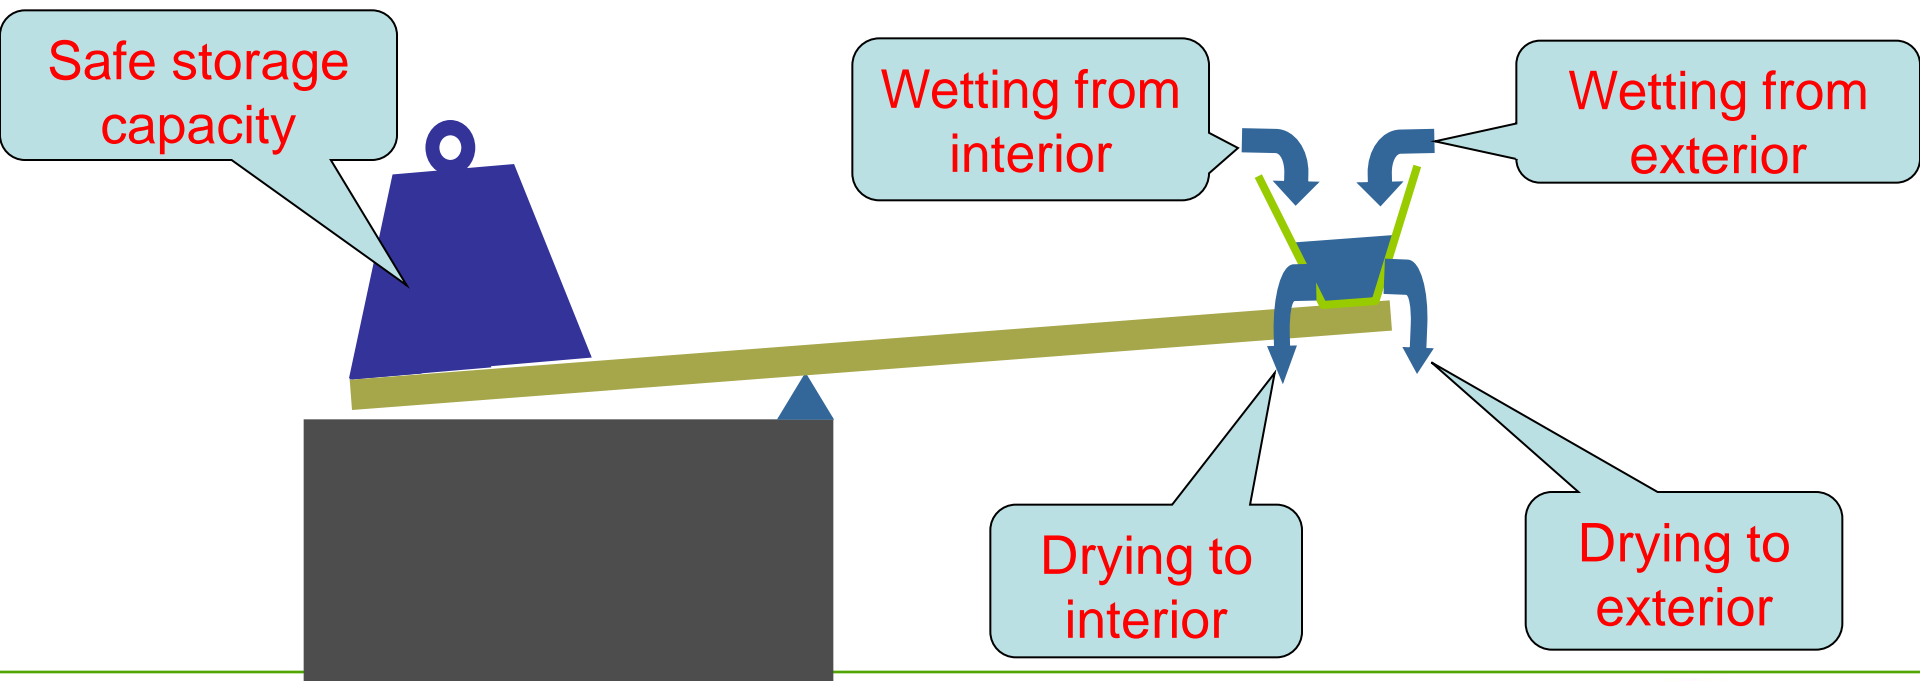 Safe storage
capacity
Wetting from
interior
Wetting from
exterior
Drying to
interior
Drying to
exterior